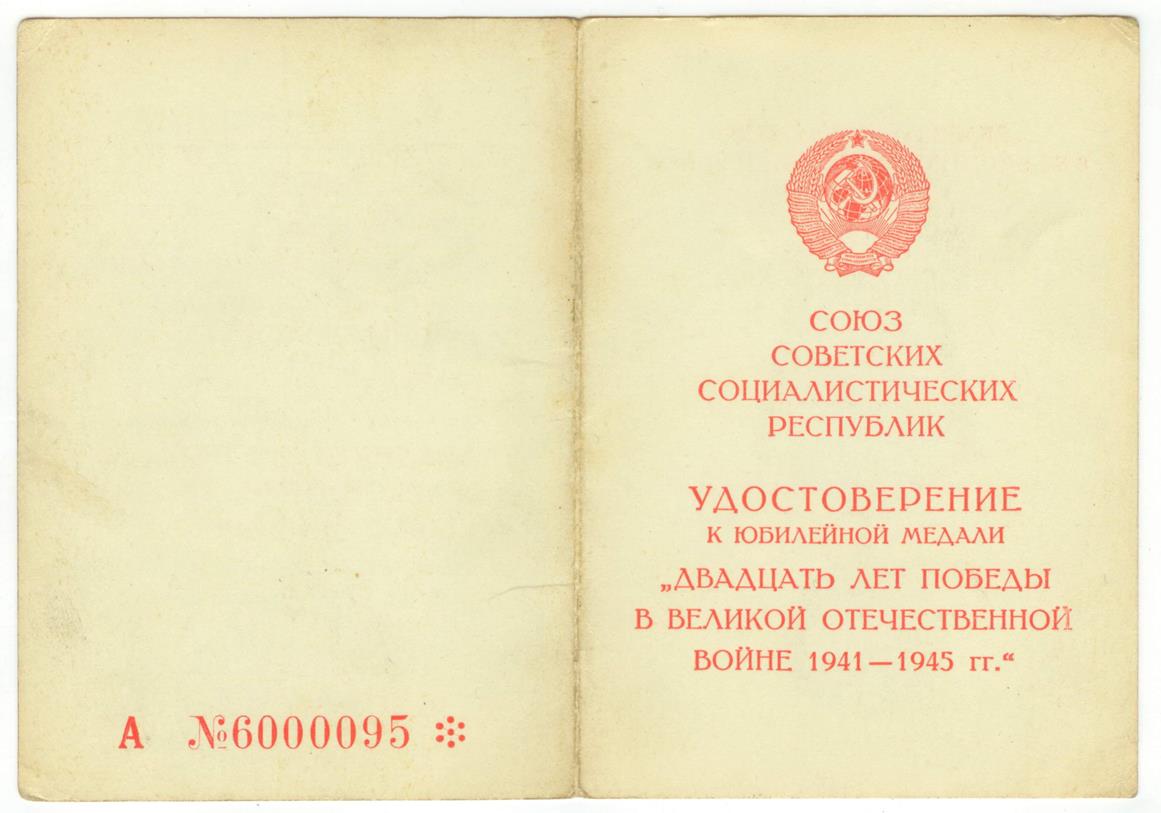 А №6000095
СОЮЗ
СОВЕТСКИХ
СОЦИАЛИСТИЧЕСКИХ
РЕСПУБЛИК
УДОСТОВЕРЕНИЕ
К ЮБИЛЕЙНОЙ МЕДАЛИ
„ДВАДЦАТЬ ЛЕТ ПОБЕДЫ
В ВЕЛИКОЙ ОТЕЧЕСТВЕННОЙ
ВОЙНЕ 1941—1945 гг.“